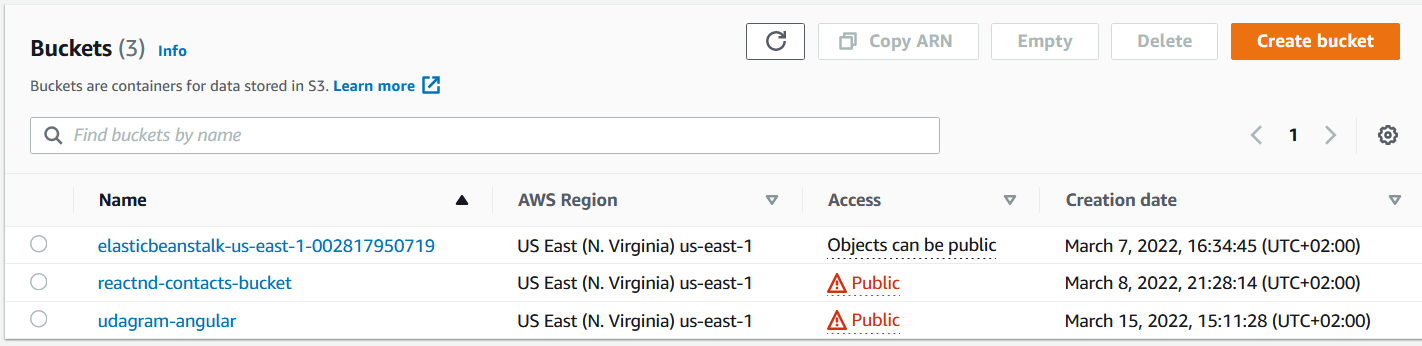 Buckets (3) Info
Copy ARN Empty Delete Create bucket
Buckets are containers for data stored in S3. Learn more
Find buckets by name
1
Name AWS Region Access Creation date
elasticbeanstalk-us-east-1-002817950719 US East (N. Virginia) us-east-1 Objects can be public March 7, 2022, 16:34:45 (UTC+02:00)
reactnd-contacts-bucket US East (N. Virginia) us-east-1 Public March 8, 2022, 21:28:14 (UTC+02:00)
udagram-angular US East (N. Virginia) us-east-1 Public March 15, 2022, 15:11:28 (UTC+02:00)